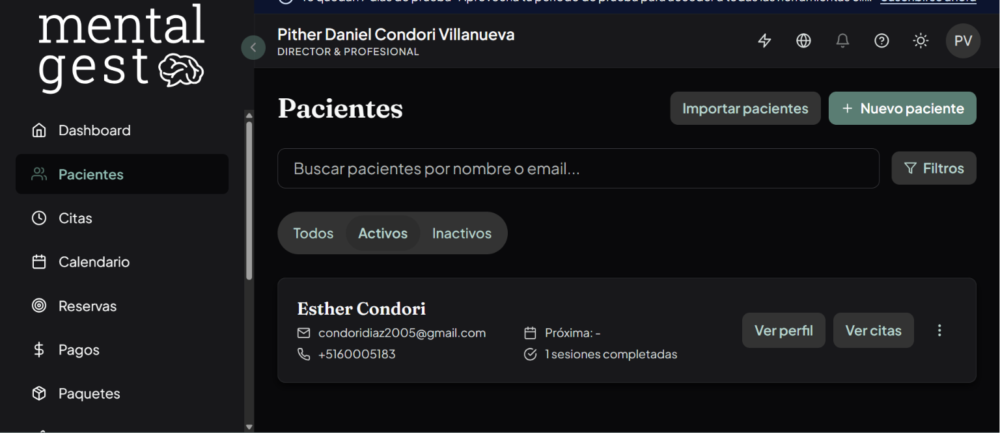 mental
gest
Dashboard
Pacientes
Citas
Calendario
Reservas
Pagos
Paquetes
Pither Daniel Condori Villanueva
DIRECTOR & PROFESIONAL
PV
Pacientes
Importar pacientes
+ Nuevo paciente
Buscar pacientes por nombre o email...
Filtros
Todos
Activos
Inactivos
Esther Condori
condoridiaz2005@gmail.com
Próxima: -
+5160005183
1 sesiones completadas
Ver perfil
Ver citas